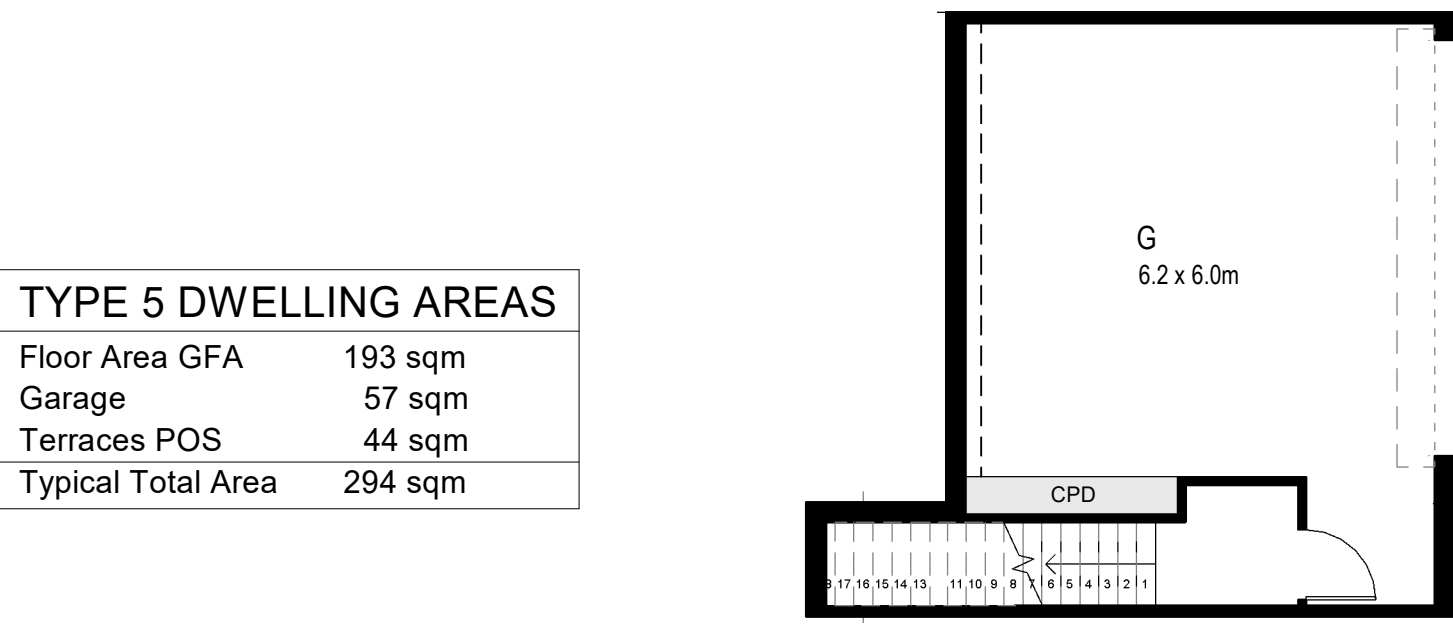 TYPE 5 DWELLING AREAS
Floor Area GFA 193 sqm
Garage 57 sqm
Terraces POS 44 sqm
Typical Total Area 294 sqm
G
6.2 x 6.0m
CPD
17 16 15 14 13 11 10 9 8 7 6 5 4 3 2 1